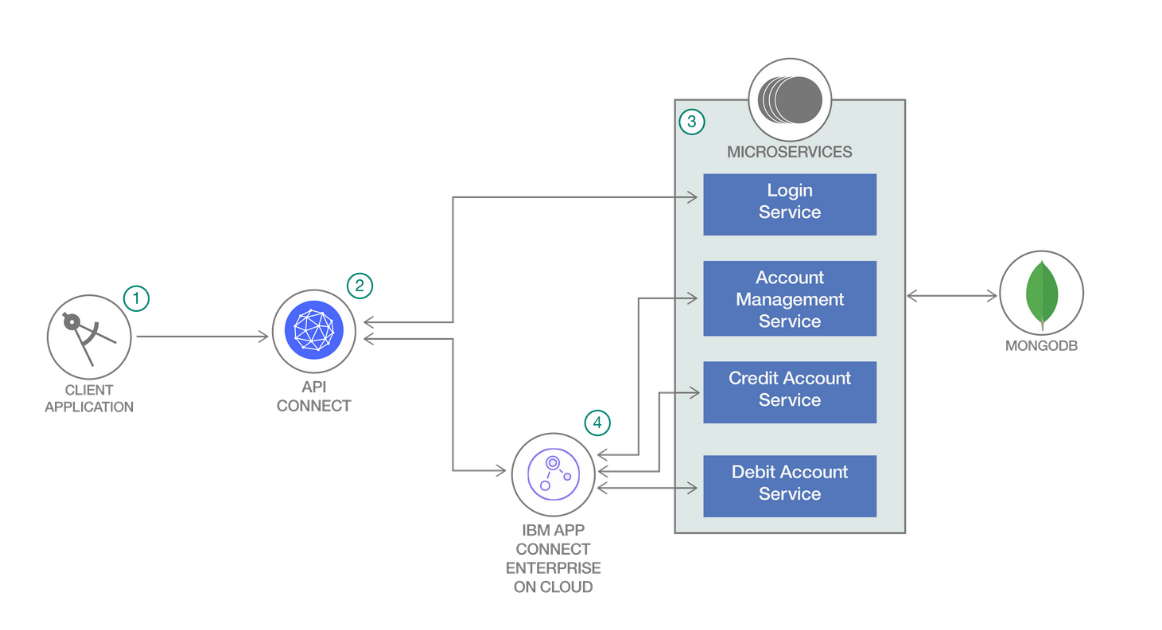 1
CLIENT
APPLICATION
2
API
CONNECT
3
MICROSERVICES
Login
Service
Account
Management
Service
Credit Account
Service
Debit Account
Service
4
IBM APP
CONNECT
ENTERPRISE
ON CLOUD
MONGODB